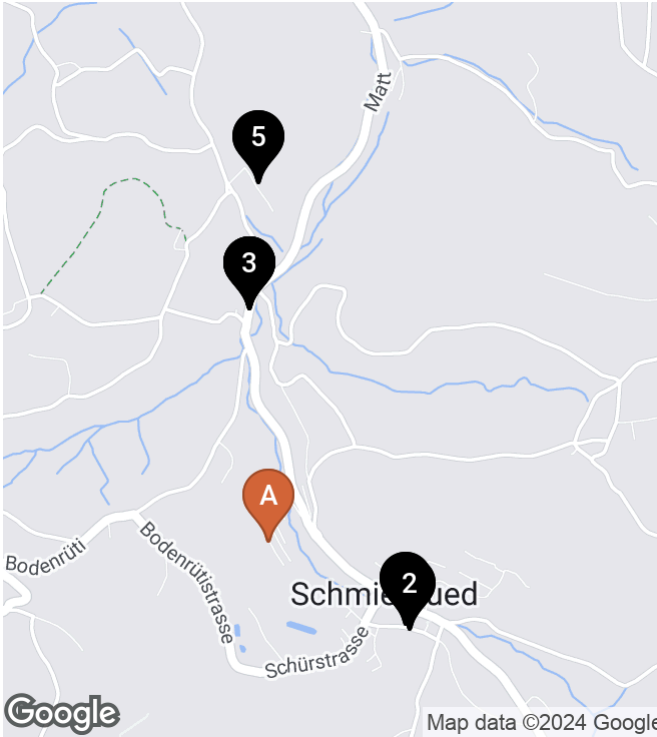 5
Matt
3
A
Bodenrüti
Bodenrütistrasse
2
Schürstrasse
Google
Map data ©2024 Google